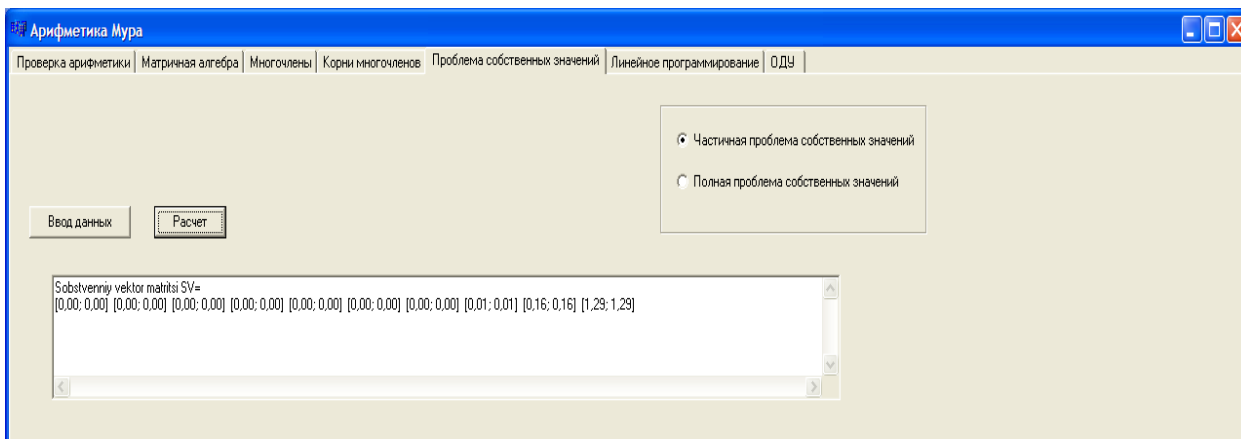 Арифметика Мура
Проверка арифметики Матричная алгебра Многочлены Корни многочленов Проблема собственных значений Линейное программирование ОДУ
Частичная проблема собственных значений
Полная проблема собственных значений
Ввод данных Расчет
Sobstvenniy vektor matritsi SV=
[0,00; 0,00] [0,00; 0,00] [0,00; 0,00] [0,00; 0,00] [0,00; 0,00] [0,00; 0,00] [0,00; 0,00] [0,01; 0,01] [0,16; 0,16] [1,29; 1,29]